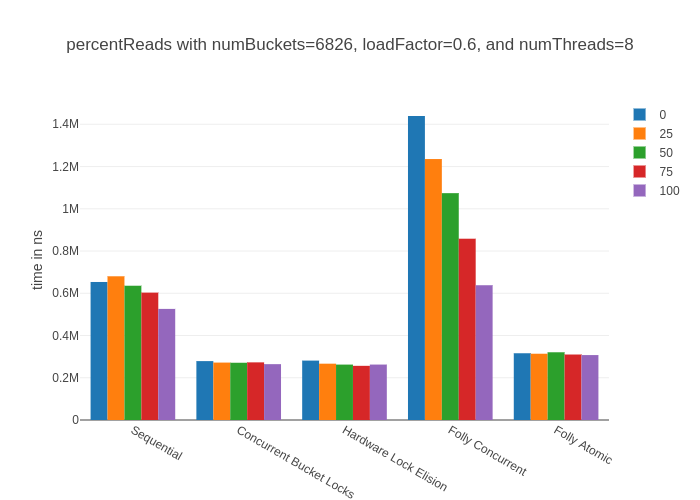 percentReads with numBuckets=6826, loadFactor=0.6, and numThreads=8
0
25
50
75
100
time in ns
1.4M
1.2M
1M
0.8M
0.6M
0.4M
0.2M
0
Sequential
Concurrent Bucket Locks
Hardware Lock Elision
Folly Concurrent
Folly Atomic